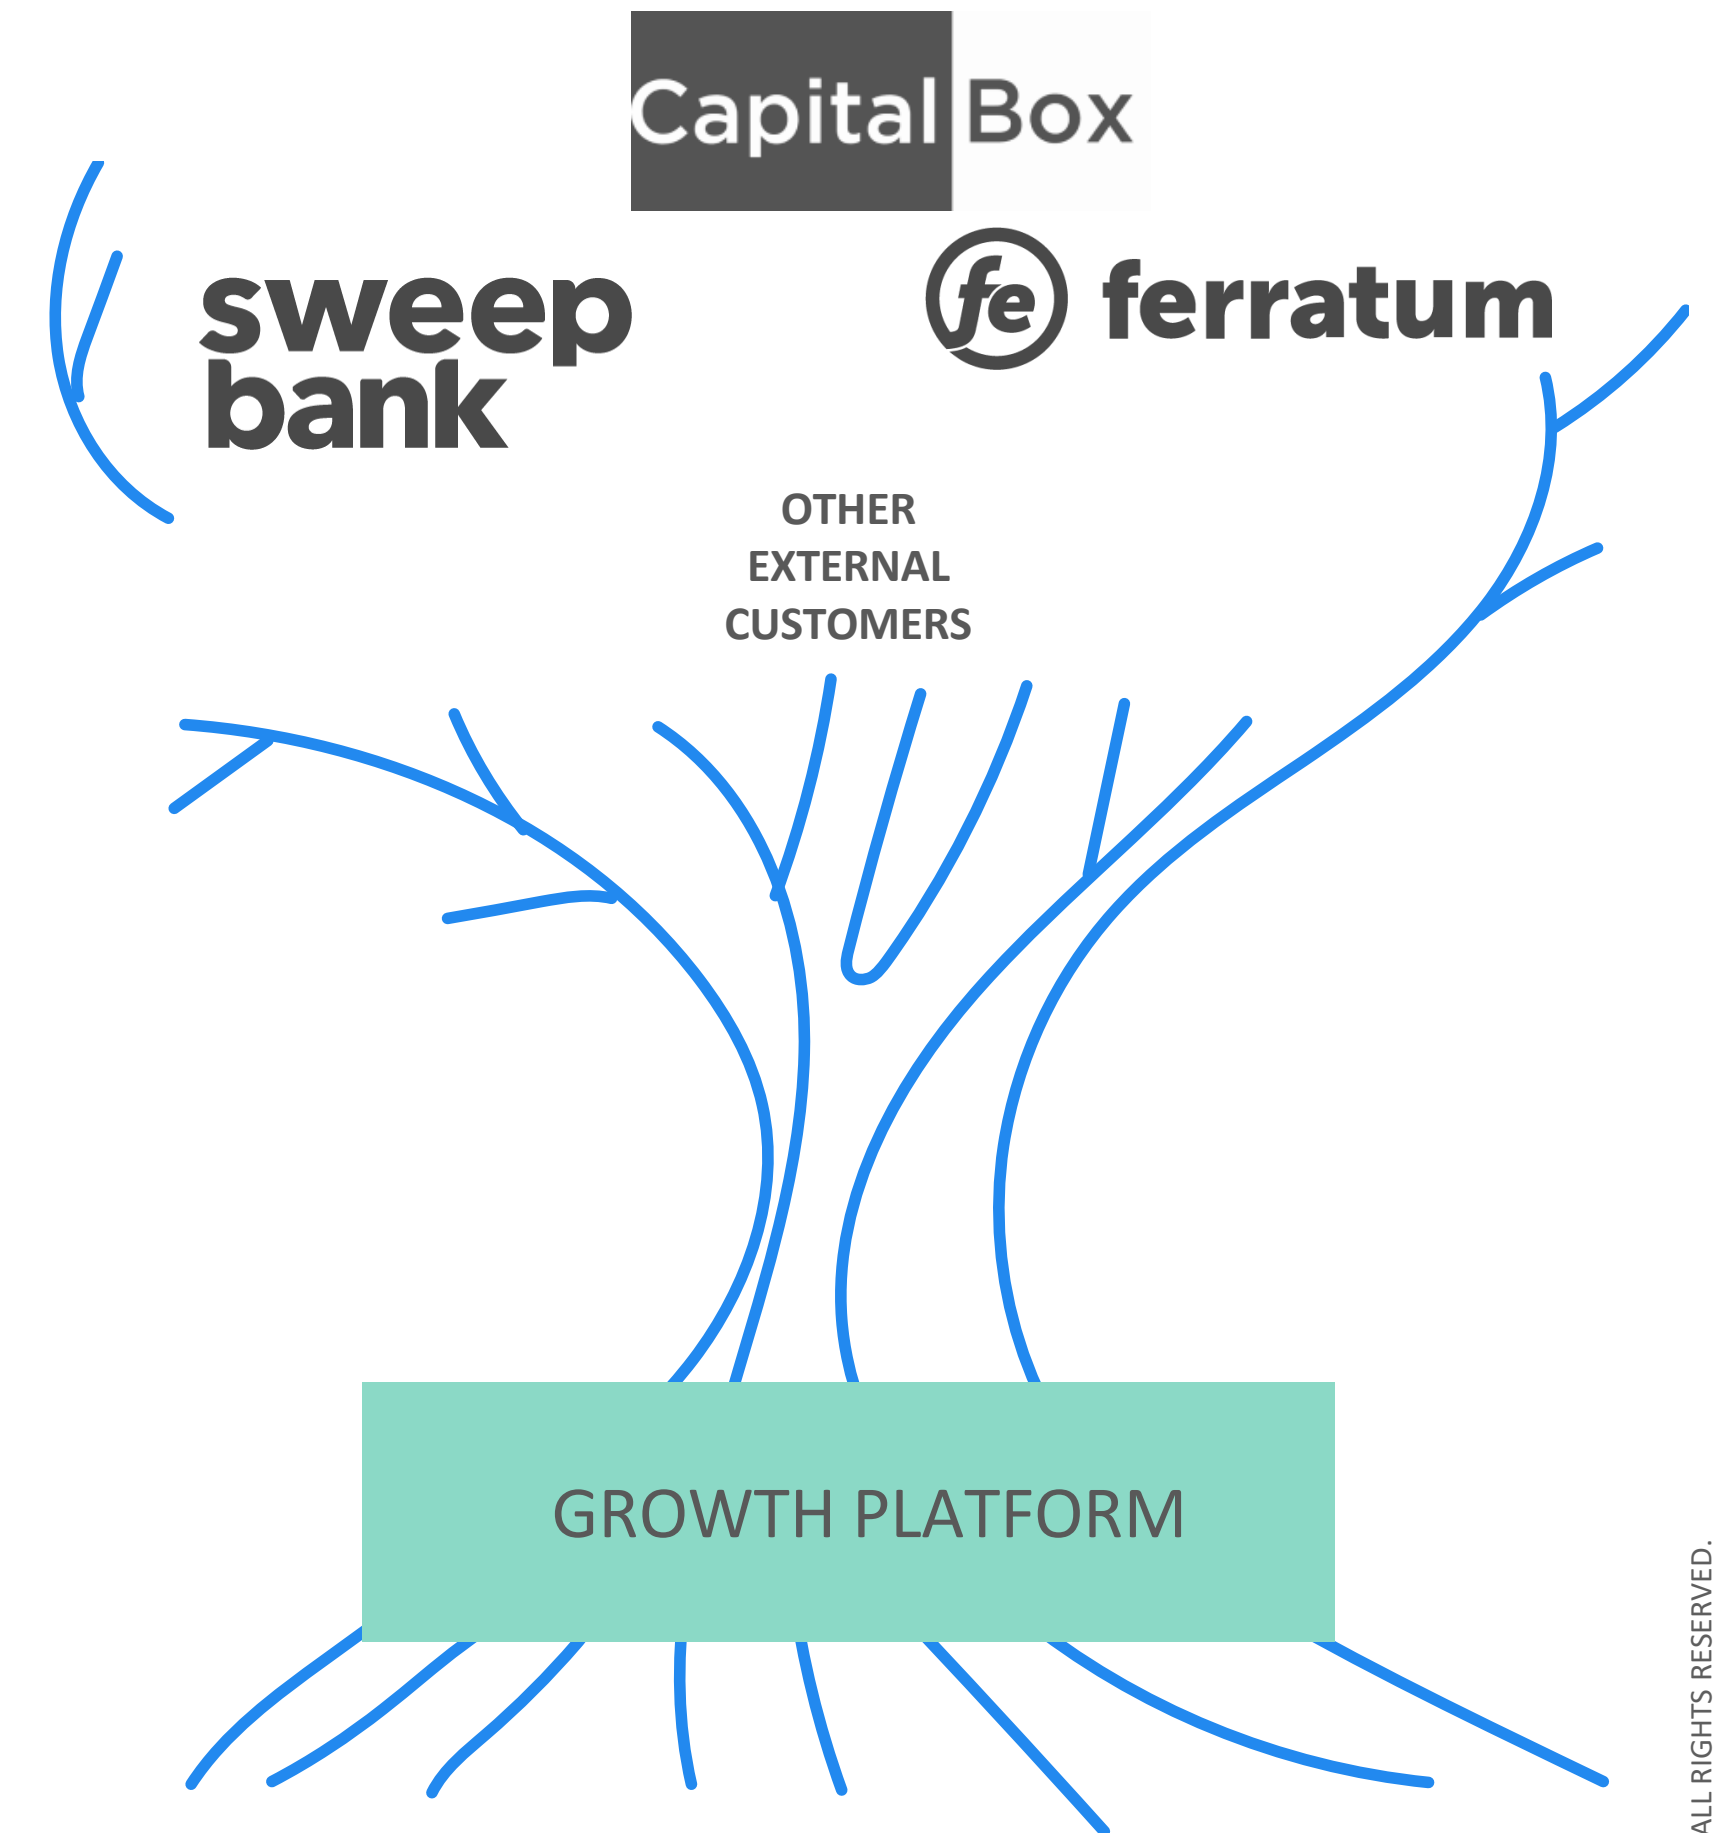 Capital Box
sweep
bank
fe ferratum
OTHER
EXTERNAL
CUSTOMERS
GROWTH PLATFORM
ALL RIGHTS RESERVED.